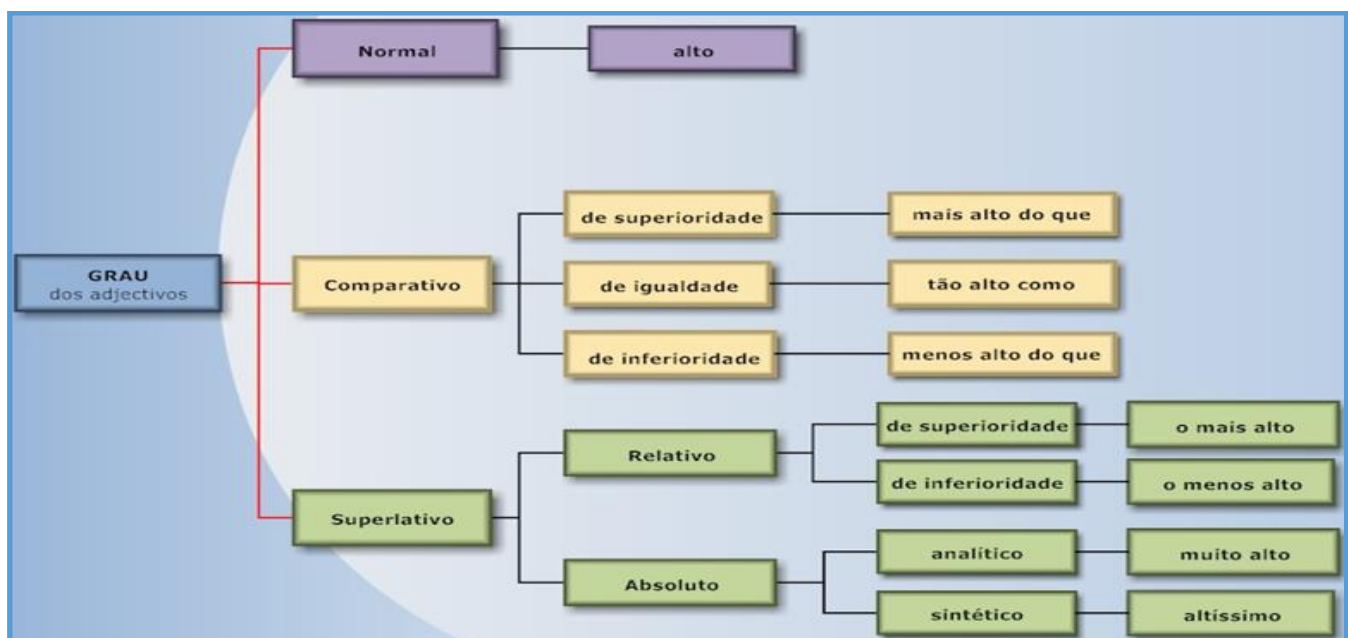 Normal
alto
GRAU
dos adjectivos
Comparativo
de superioridade
mais alto do que
de igualdade
tão alto como
de inferioridade
menos alto do que
Superlativo
Relativo
de superioridade
o mais alto
de inferioridade
o menos alto
Absoluto
analítico
muito alto
sintético
altíssimo